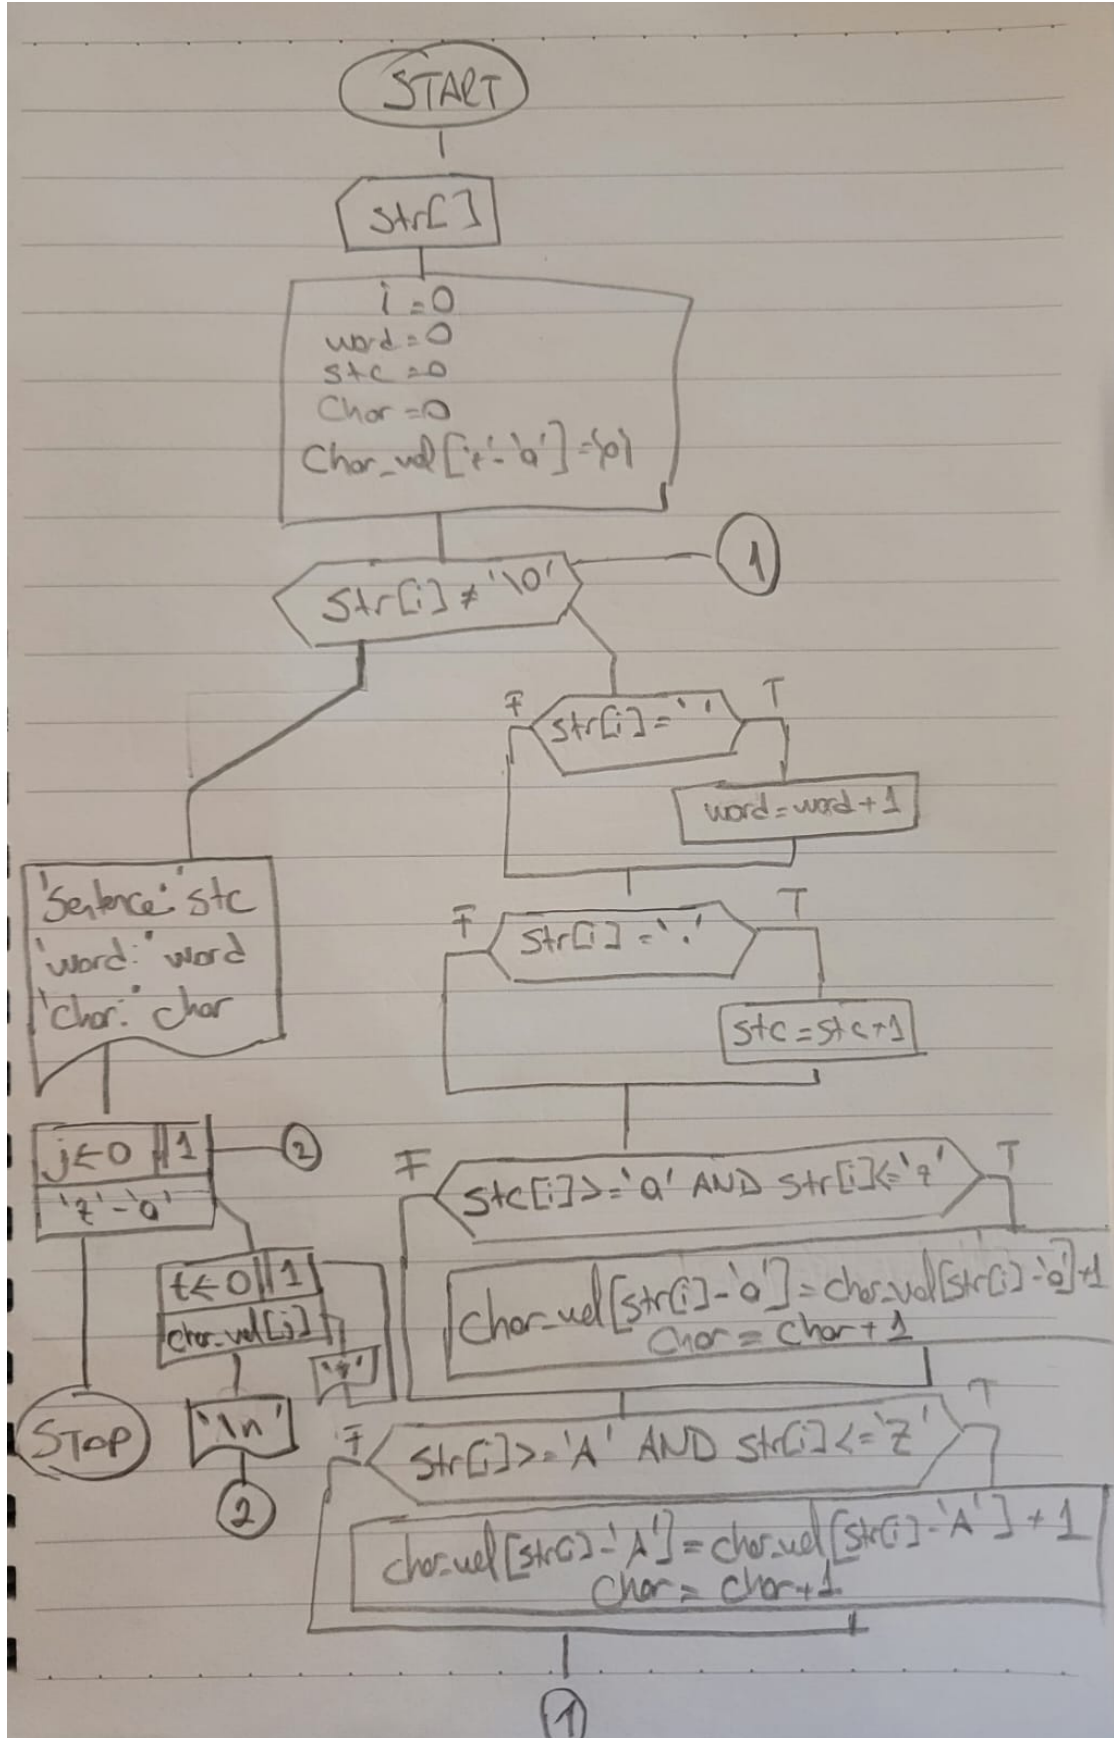 START
str[]
i = 0
word = 0
stc = 0
Char = 0
Char_val['z'-'a'] = {0}
Str[i] ≠ '\0'
1
F
T
str[i] = ' '
word = word + 1
F
T
Str[i] = '.'
stc = stc + 1
'Sentence:' stc
'word:" word
'Char:" char
j ← 0 1
2
'z' - 'a'
F
T
stc[i] >= 'a' AND str[i] <= 'z'
char_val[str[i] - 'a'] = char_val[str[i] - 'a'] + 1
Char = Char + 1
t ← 0 1
char_val[j]
STOP
'\n'
2
F
T
str[i] >= 'A' AND str[i] <= 'Z'
char_val[str[i] - 'A'] = char_val[str[i] - 'A'] + 1
Char = Char + 1
1